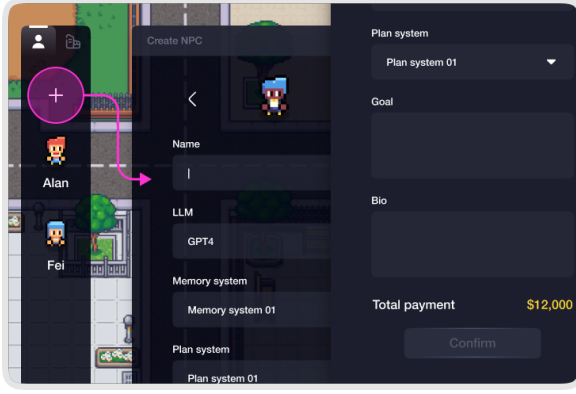 Create NPC
Alan
Fei
Name
LLM
GPT4
Memory system
Memory system 01
Plan system
Plan system 01
Plan system
Plan system 01
Goal
Bio
Total payment $12,000
Confirm